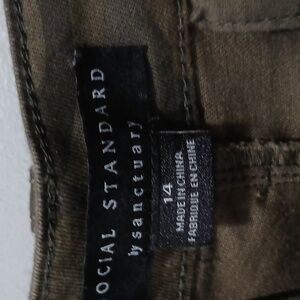 OCIAL STANDARD
by sanctuary
14
MADE IN CHINA
FABRIQUE EN CHINE